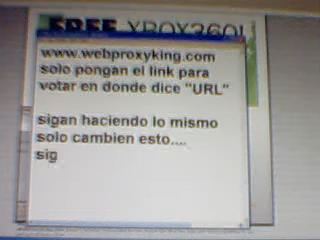 FREE XBOX360!
www.webproxyking.com
solo pongan el link para
votar en donde dice "URL"
sigan haciendo lo mismo
solo cambien esto....
sig